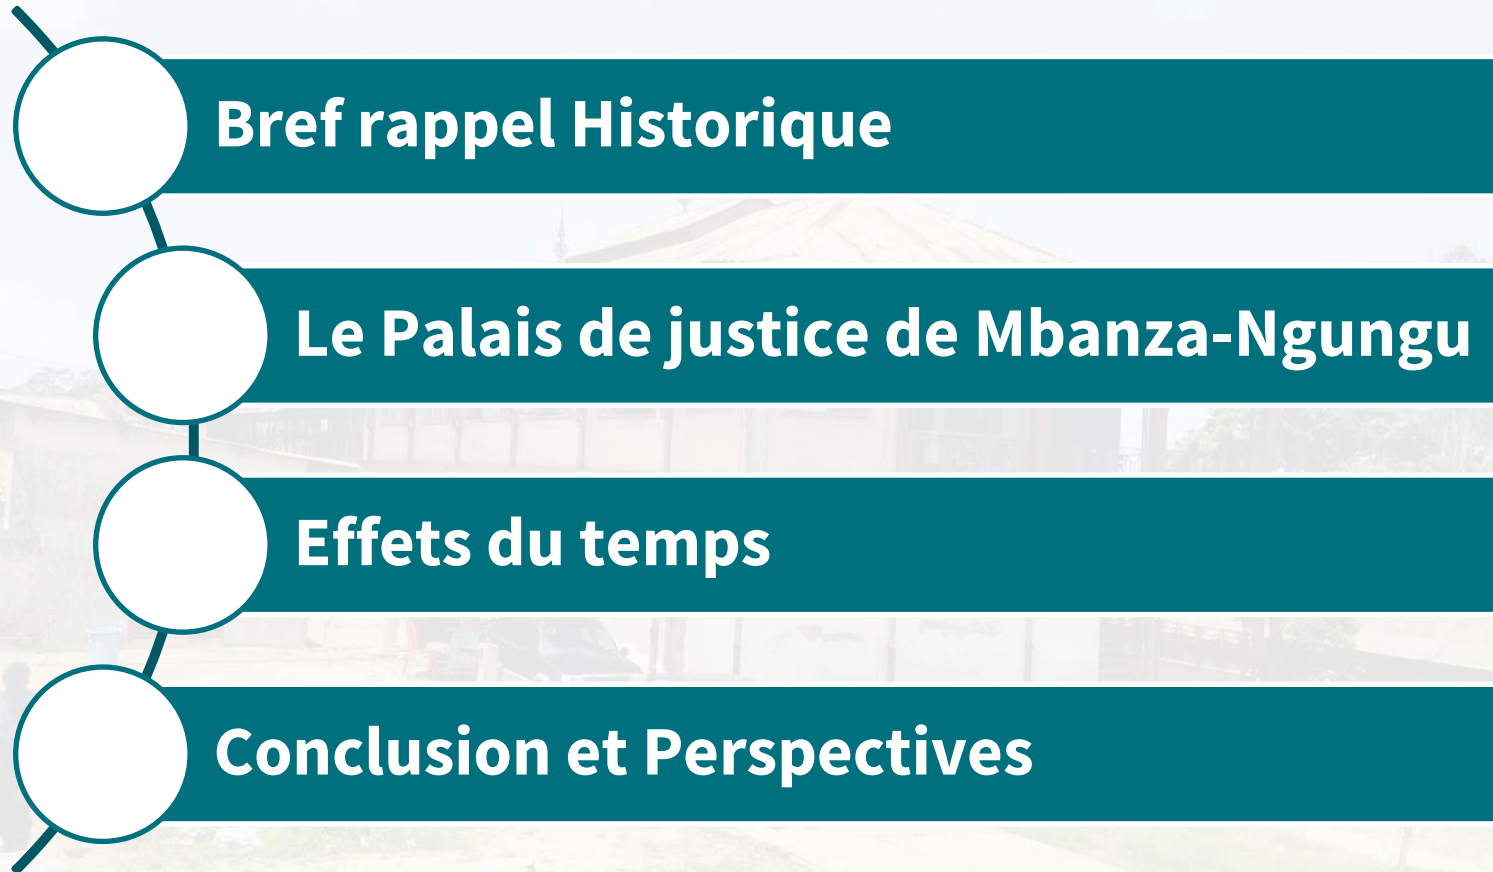 Bref rappel Historique
Le Palais de justice de Mbanza-Ngungu
Effets du temps
Conclusion et Perspectives